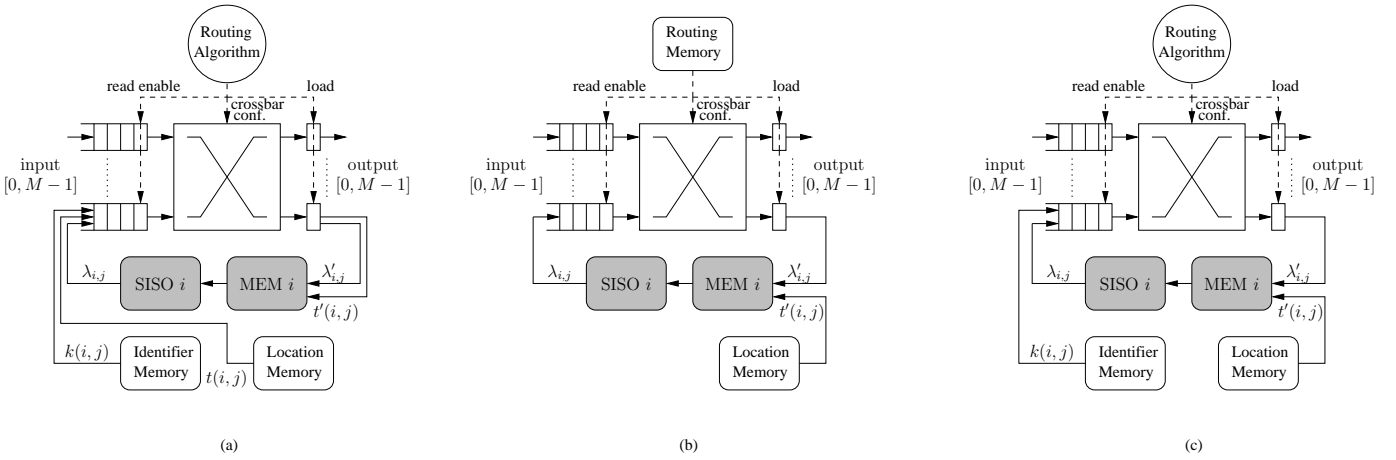 Routing
Algorithm
read enable
load
crossbar
conf.
input
[0, M − 1]
output
[0, M − 1]
λi,j
SISO i
MEM i
λ′i,j
t′(i, j)
k(i, j)
Identifier
Memory
t(i, j)
Location
Memory
(a)
Routing
Memory
read enable
load
crossbar
conf.
input
[0, M − 1]
output
[0, M − 1]
λi,j
SISO i
MEM i
λ′i,j
t′(i, j)
Location
Memory
(b)
Routing
Algorithm
read enable
load
crossbar
conf.
input
[0, M − 1]
output
[0, M − 1]
λi,j
SISO i
MEM i
λ′i,j
t′(i, j)
k(i, j)
Identifier
Memory
Location
Memory
(c)